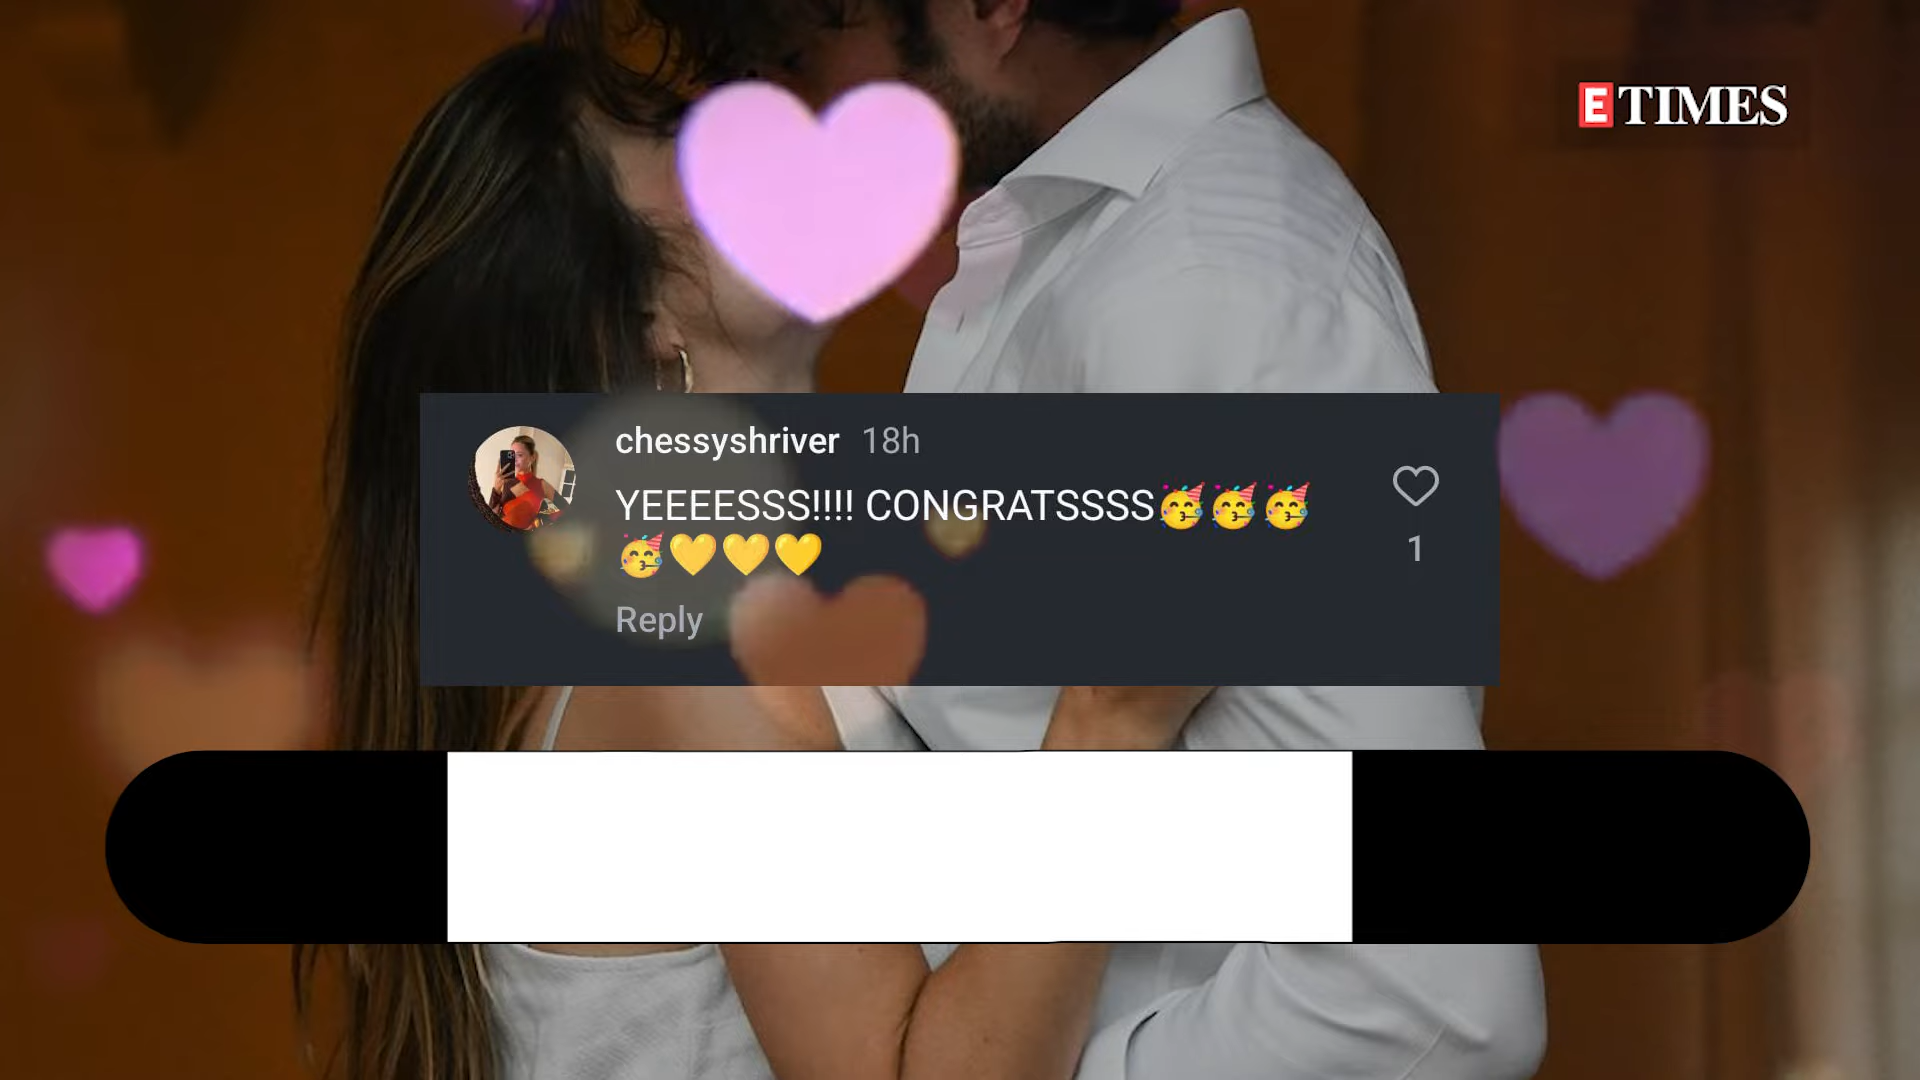 ETIMES
chessyshriver 18h
YEEEESSS!!!! CONGRATSSSS🥳🥳🥳
🥳💛💛💛
1
Reply